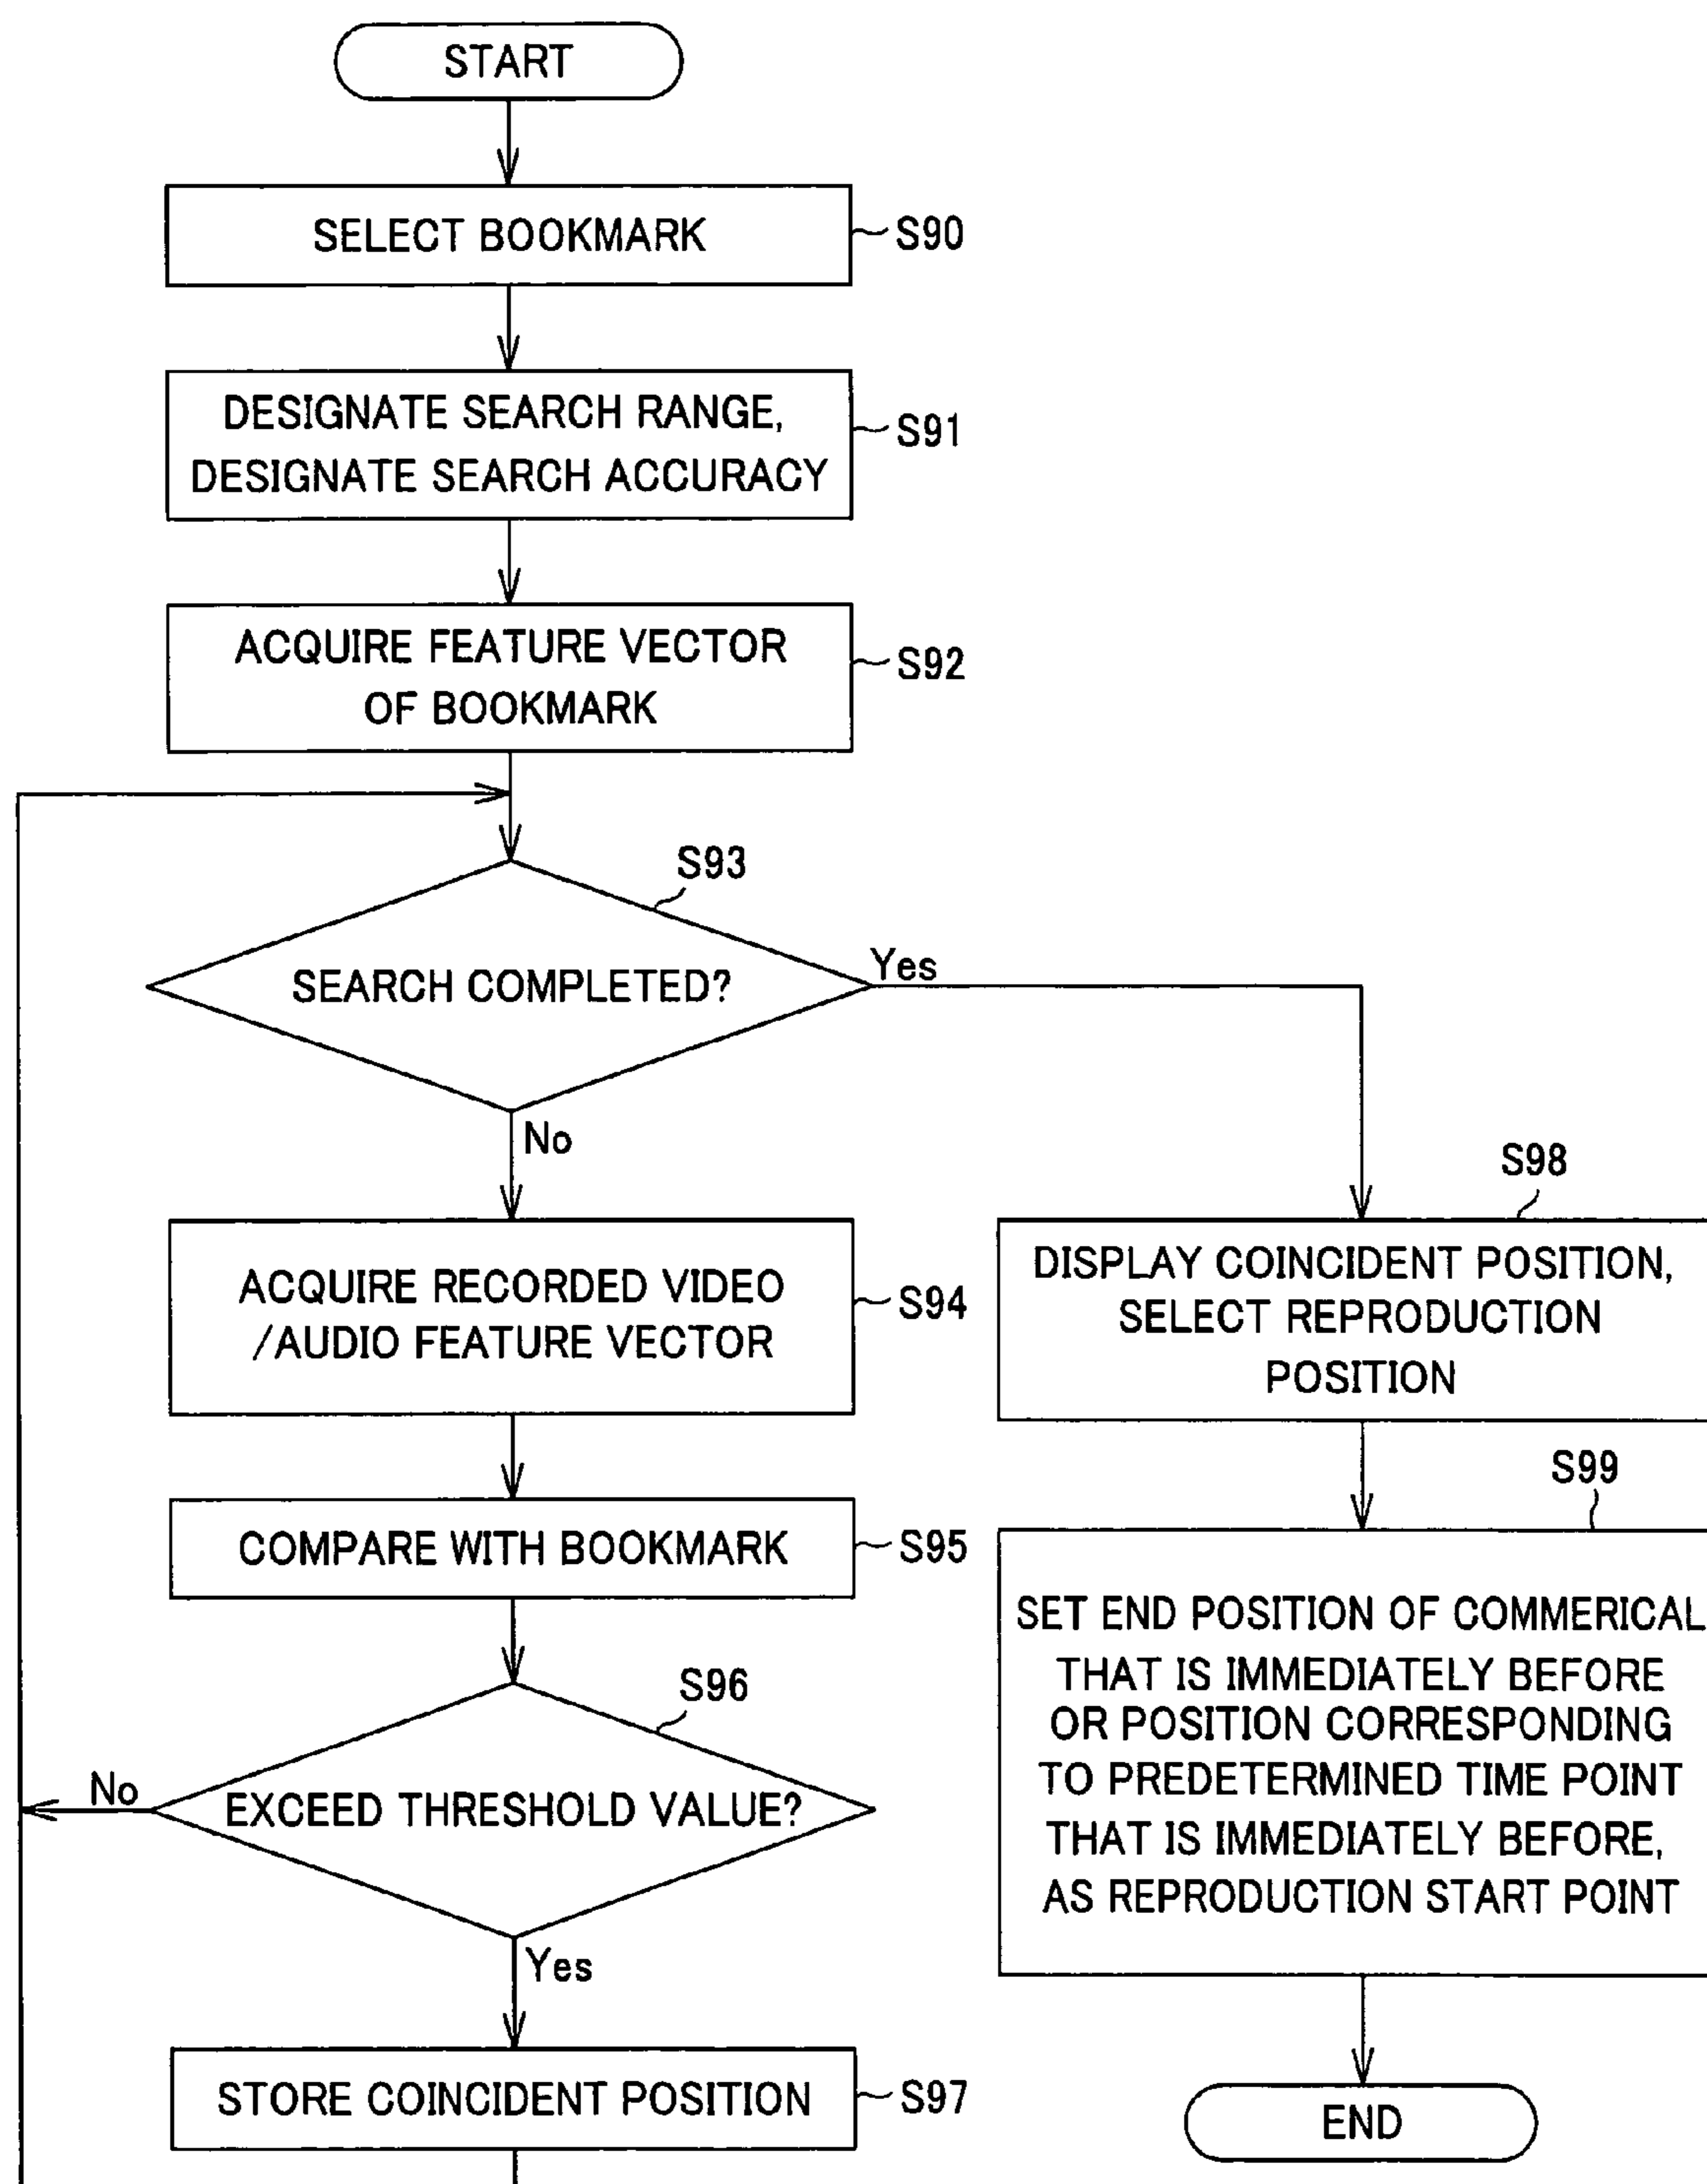 START
SELECT BOOKMARK
S90
DESIGNATE SEARCH RANGE,
DESIGNATE SEARCH ACCURACY
S91
ACQUIRE FEATURE VECTOR
OF BOOKMARK
S92
S93
SEARCH COMPLETED?
Yes
No
ACQUIRE RECORDED VIDEO
/AUDIO FEATURE VECTOR
S94
COMPARE WITH BOOKMARK
S95
S96
EXCEED THRESHOLD VALUE?
No
Yes
STORE COINCIDENT POSITION
S97
S98
DISPLAY COINCIDENT POSITION,
SELECT REPRODUCTION
POSITION
S99
SET END POSITION OF COMMERICAL
THAT IS IMMEDIATELY BEFORE
OR POSITION CORRESPONDING
TO PREDETERMINED TIME POINT
THAT IS IMMEDIATELY BEFORE,
AS REPRODUCTION START POINT
END